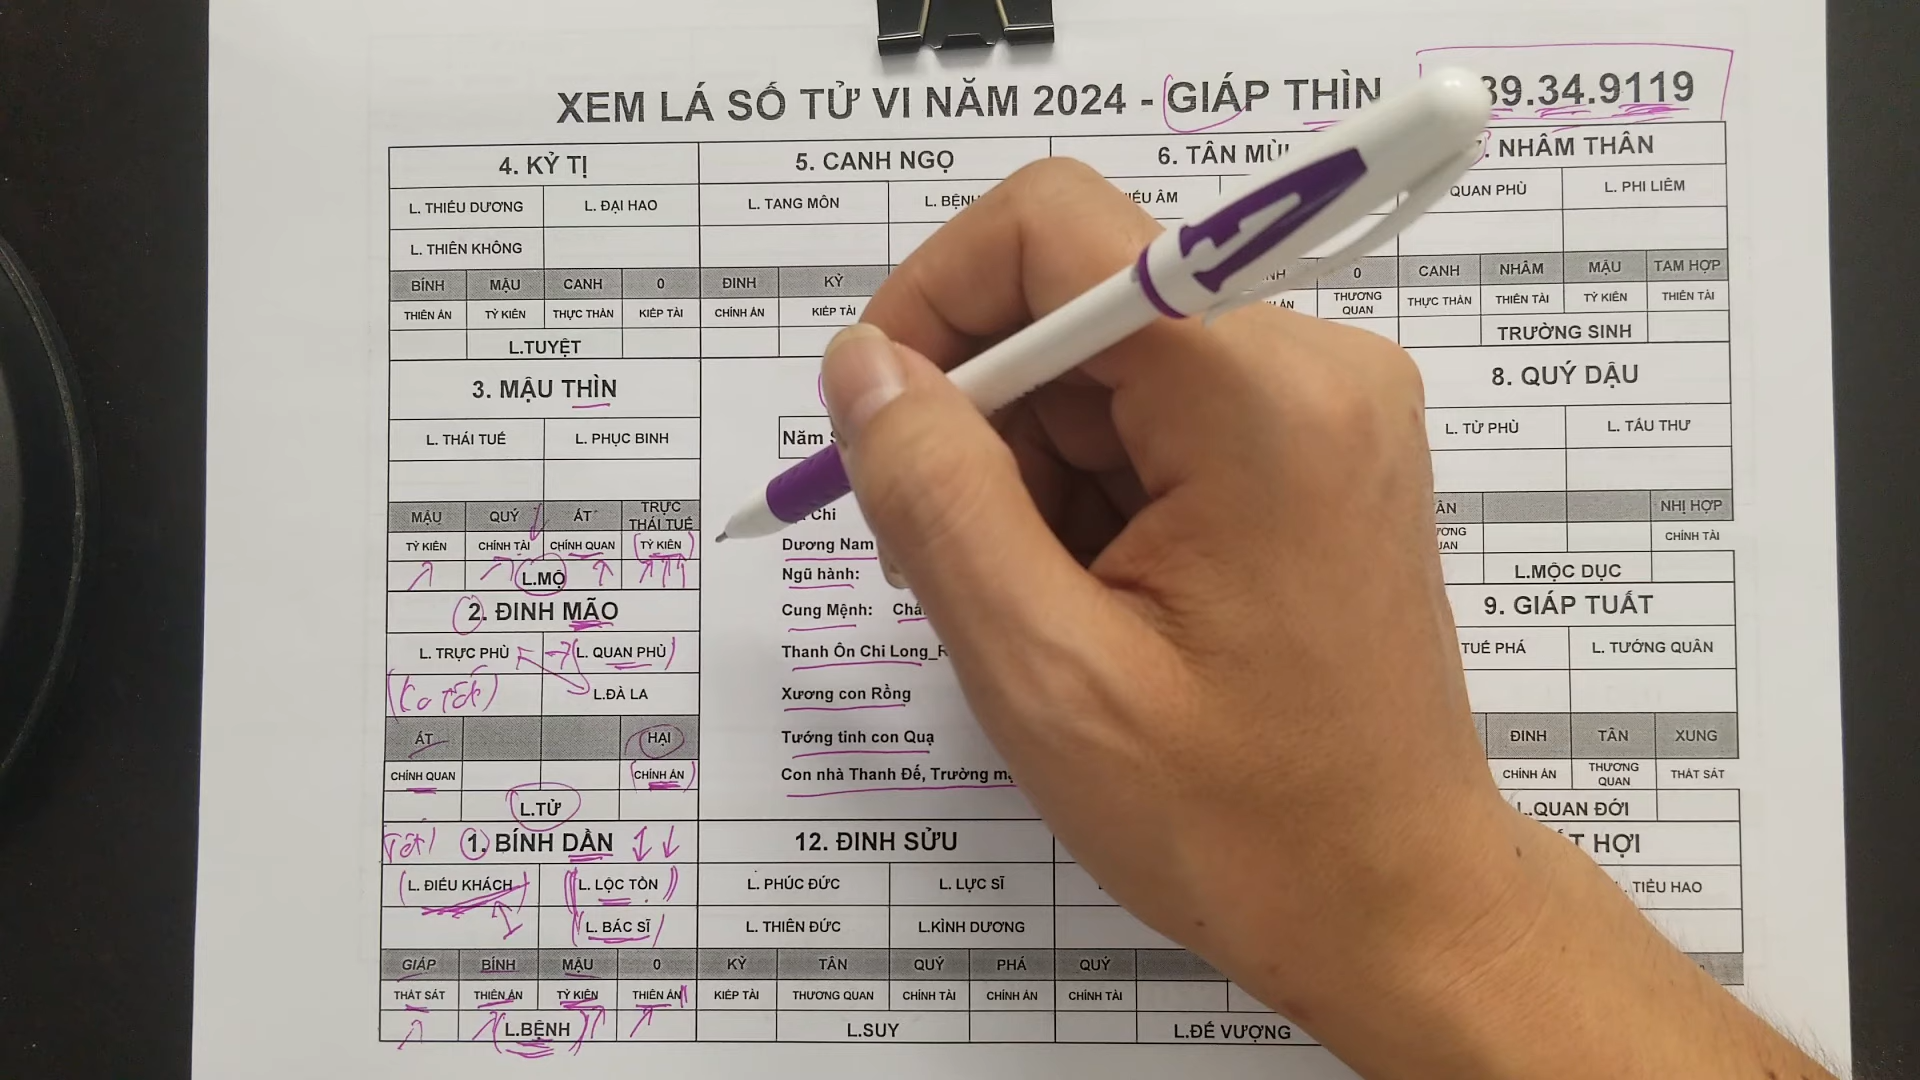 XEM LÁ SỐ TỬ VI NĂM 2024 - GIÁP THÌN 39.34.9119
4. KỶ TỊ
L. THIẾU DƯƠNG L. ĐẠI HAO
L. THIÊN KHÔNG
BÍNH MẬU CANH 0
THIÊN ẤN TỶ KIÊN THỰC THẦN KIẾP TÀI
L.TUYỆT
5. CANH NGỌ
L. TANG MÔN L. BỆNH
ĐINH KỶ
CHÍNH ẤN KIẾP TÀI
6. TÂN MÙI
0
THƯƠNG QUAN
NHÂM THÂN
QUAN PHÙ L. PHI LIÊM
CANH NHÂM MẬU TAM HỢP
THỰC THẦN THIÊN TÀI TỶ KIÊN THIÊN TÀI
TRƯỜNG SINH
3. MẬU THÌN
L. THÁI TUẾ L. PHỤC BINH
MẬU QUÝ ẤT TRỰC THÁI TUẾ
TỶ KIÊN CHÍNH TÀI CHÍNH QUAN TỶ KIÊN
L.MỘ
Năm
Chi
Dương Nam
Ngũ hành:
Cung Mệnh:
Thanh Ôn Chi Long
Xương con Rồng
Tướng tinh con Quạ
Con nhà Thanh Đế, Trường
8. QUÝ DẬU
L. TỬ PHÙ L. TẤU THƯ
NHỊ HỢP
CHÍNH TÀI
L.MỘC DỤC
2. ĐINH MÃO
L. TRỰC PHÙ L. QUAN PHÙ
L.ĐÀ LA
ẤT HẠI
CHÍNH QUAN CHÍNH ẤN
L.TỬ
9. GIÁP TUẤT
TUẾ PHÁ L. TƯỚNG QUÂN
ĐINH TÂN XUNG
CHÍNH ẤN THƯƠNG QUAN THẤT SÁT
L.QUAN ĐỚI
1. BÍNH DẦN
L. ĐIẾU KHÁCH L. LỘC TỒN
L. BÁC SĨ
GIÁP BÍNH MẬU 0
THẤT SÁT THIÊN ẤN TỶ KIÊN THIÊN ẤN
L.BỆNH
12. ĐINH SỬU
L. PHÚC ĐỨC L. LỰC SĨ
L. THIÊN ĐỨC L.KÌNH DƯƠNG
KỶ TÂN QUÝ PHÁ
KIẾP TÀI THƯƠNG QUAN CHÍNH TÀI CHÍNH ẤN
L.SUY
QUÝ
CHÍNH TÀI
L.ĐẾ VƯỢNG
HỢI
TIỂU HAO